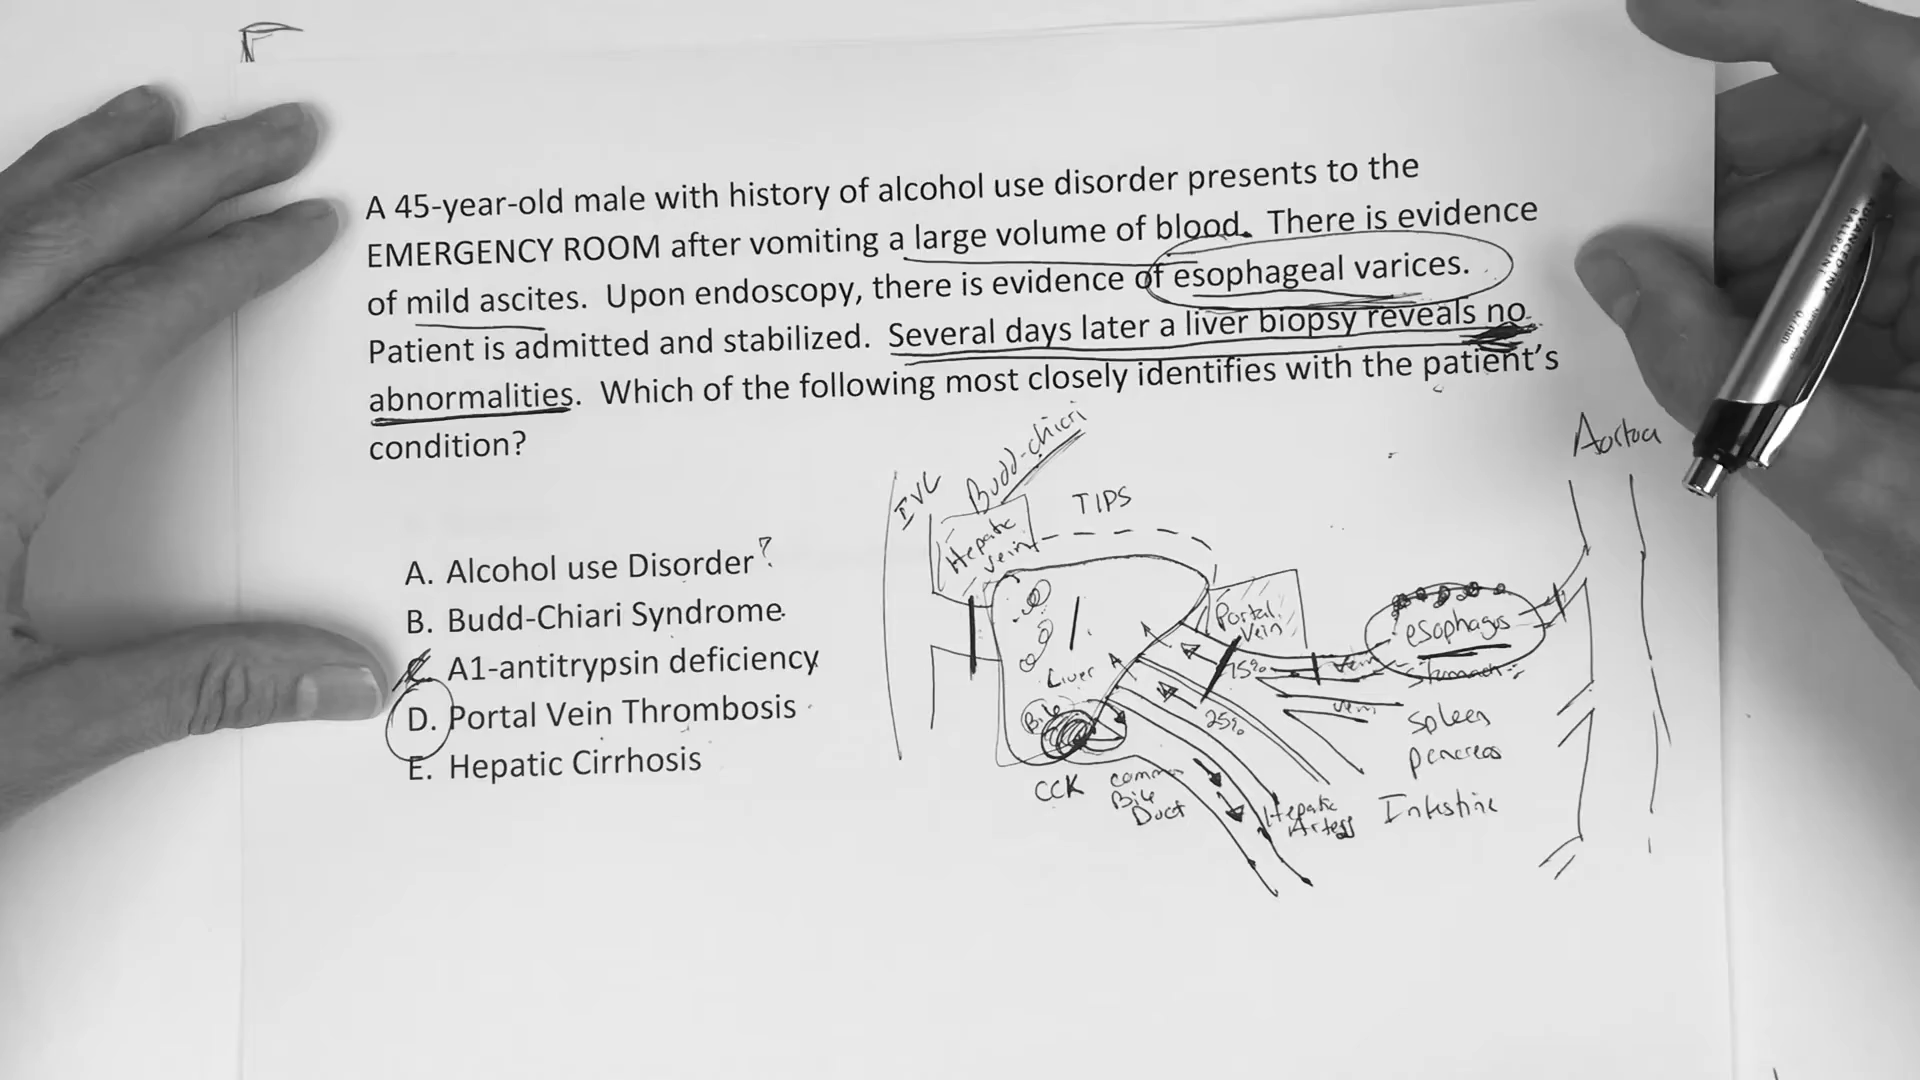 A 45-year-old male with history of alcohol use disorder presents to the
EMERGENCY ROOM after vomiting a large volume of blood. There is evidence
of mild ascites. Upon endoscopy, there is evidence of esophageal varices.
Patient is admitted and stabilized. Several days later a liver biopsy reveals no
abnormalities. Which of the following most closely identifies with the patient's
condition?
A. Alcohol use Disorder?
B. Budd-Chiari Syndrome
C. A1-antitrypsin deficiency
D. Portal Vein Thrombosis
E. Hepatic Cirrhosis
IVC
Budd-chiari
TIPS
Hepatic
vein
Aorta
Portal
Vein
esophagus
Liver
75%
vein
stomach
Bile
25%
vein
Spleen
pancreas
CCK
common
Bile
Duct
Hepatic
Artery
Intestine
ADVANCED INK
BALLPOINT